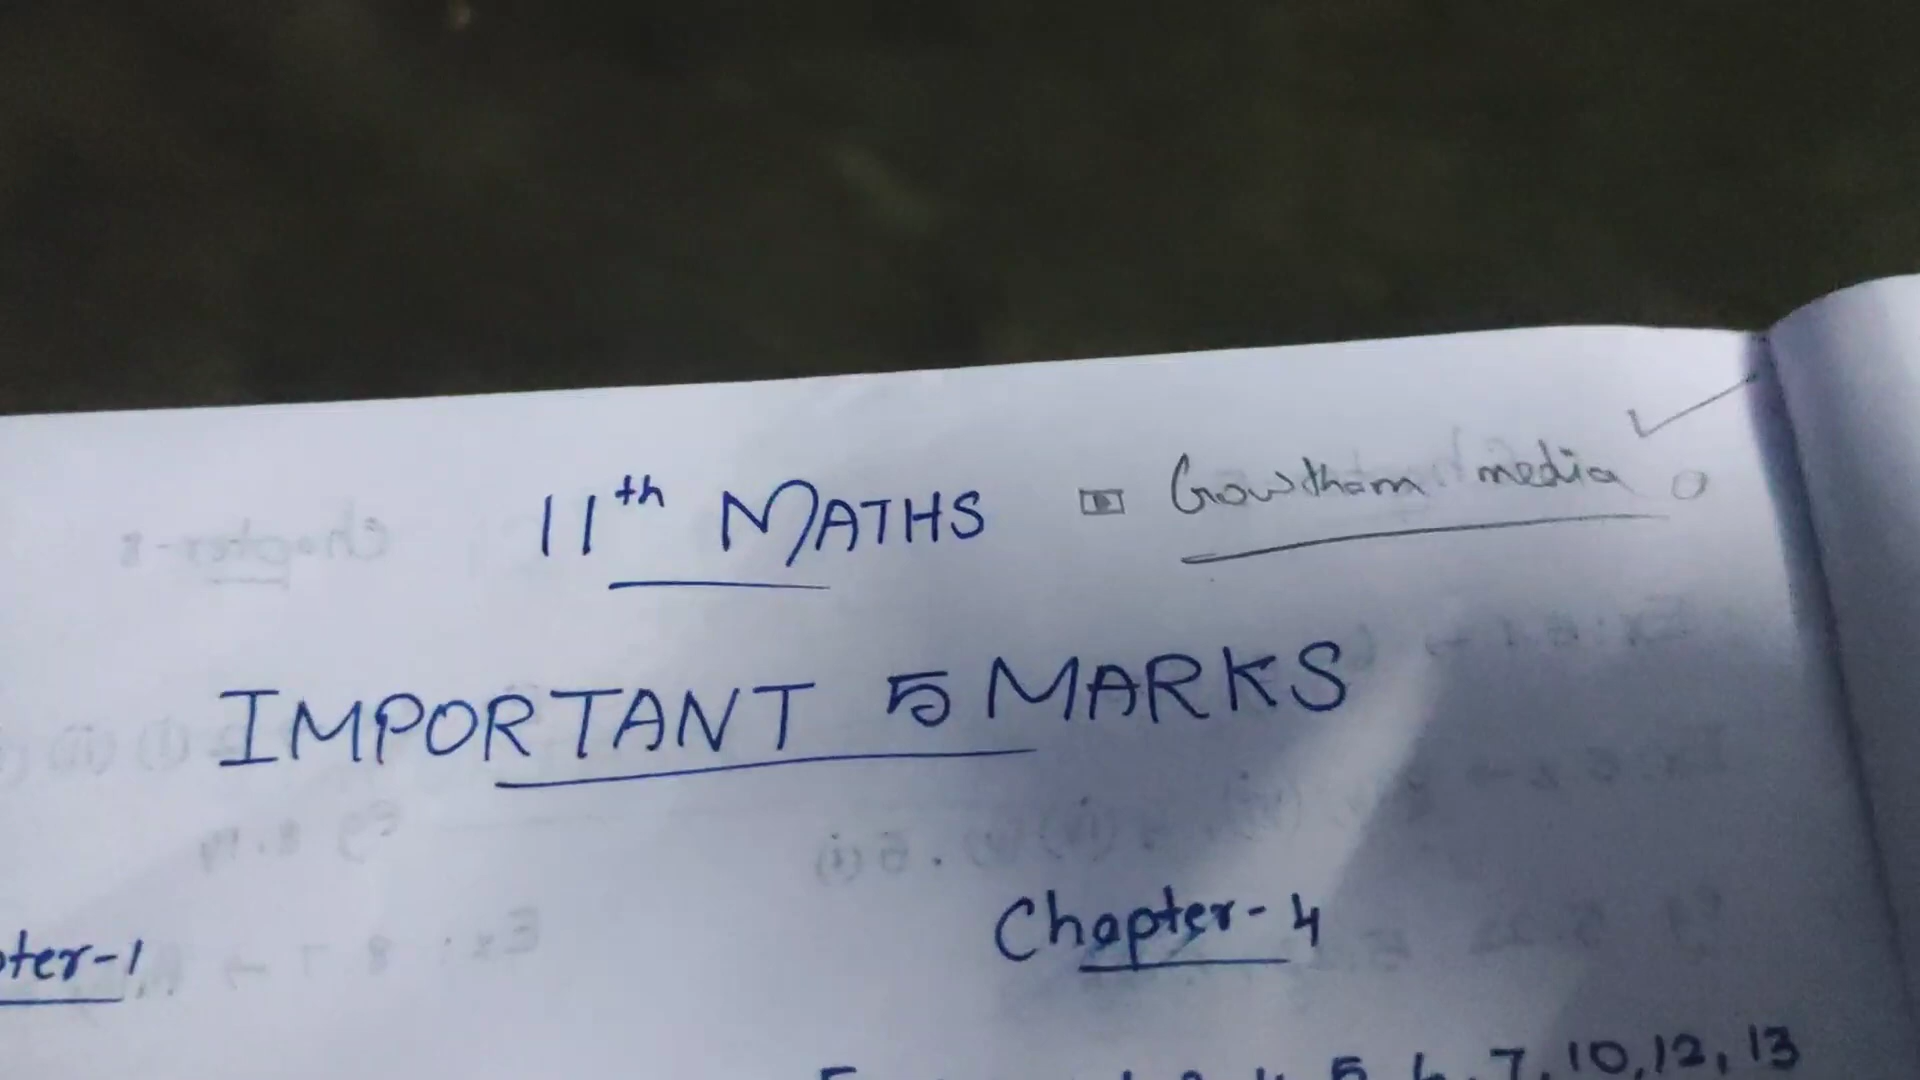 11th MATHS Gowtham media
IMPORTANT 5 MARKS
Chapter-4
ter-1
7, 10, 12, 13